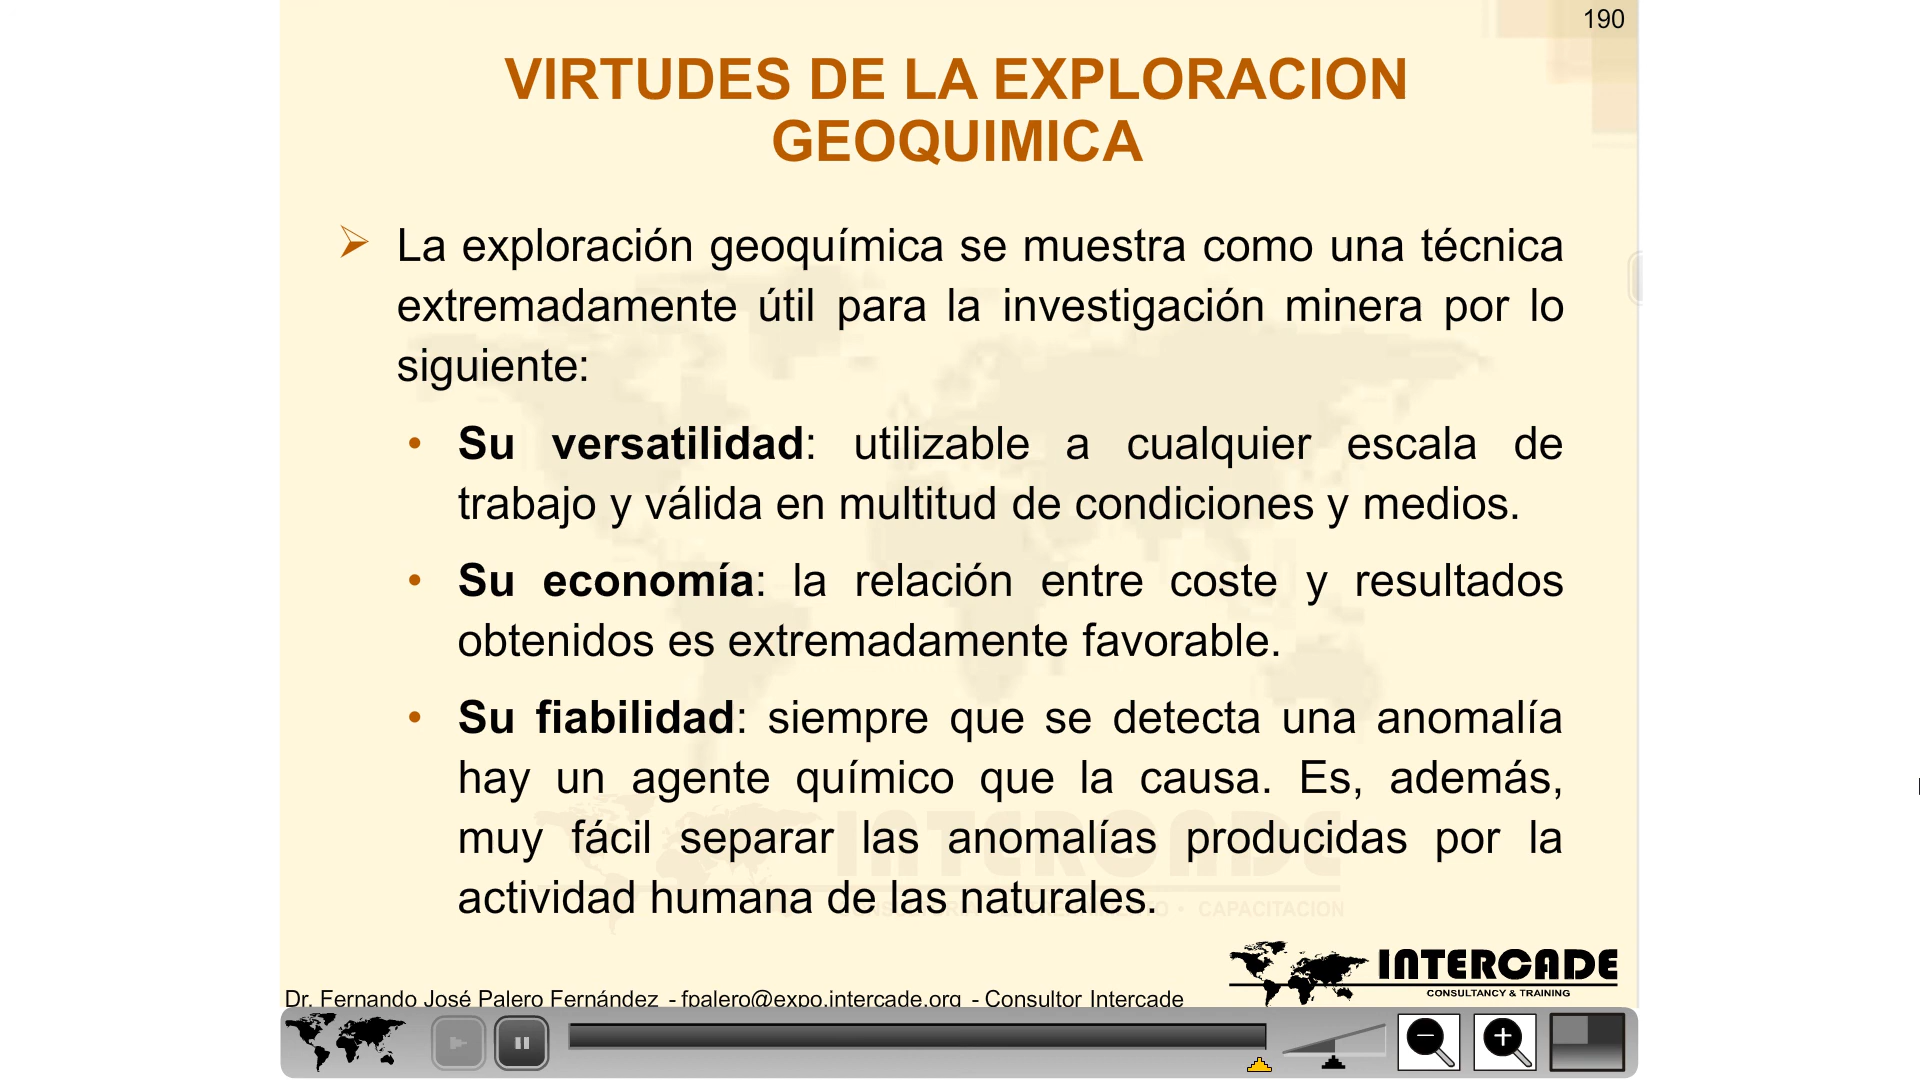 190
VIRTUDES DE LA EXPLORACION
GEOQUIMICA
La exploración geoquímica se muestra como una técnica
extremadamente útil para la investigación minera por lo
siguiente:
• Su versatilidad: utilizable a cualquier escala de
trabajo y válida en multitud de condiciones y medios.
• Su economía: la relación entre coste y resultados
obtenidos es extremadamente favorable.
• Su fiabilidad: siempre que se detecta una anomalía
hay un agente químico que la causa. Es, además,
muy fácil separar las anomalías producidas por la
actividad humana de las naturales.
INTERCADE
CAPACITACION
INTERCADE
CONSULTANCY & TRAINING
Dr. Fernando José Palero Fernández - fpalero@expo.intercade.org - Consultor Intercade